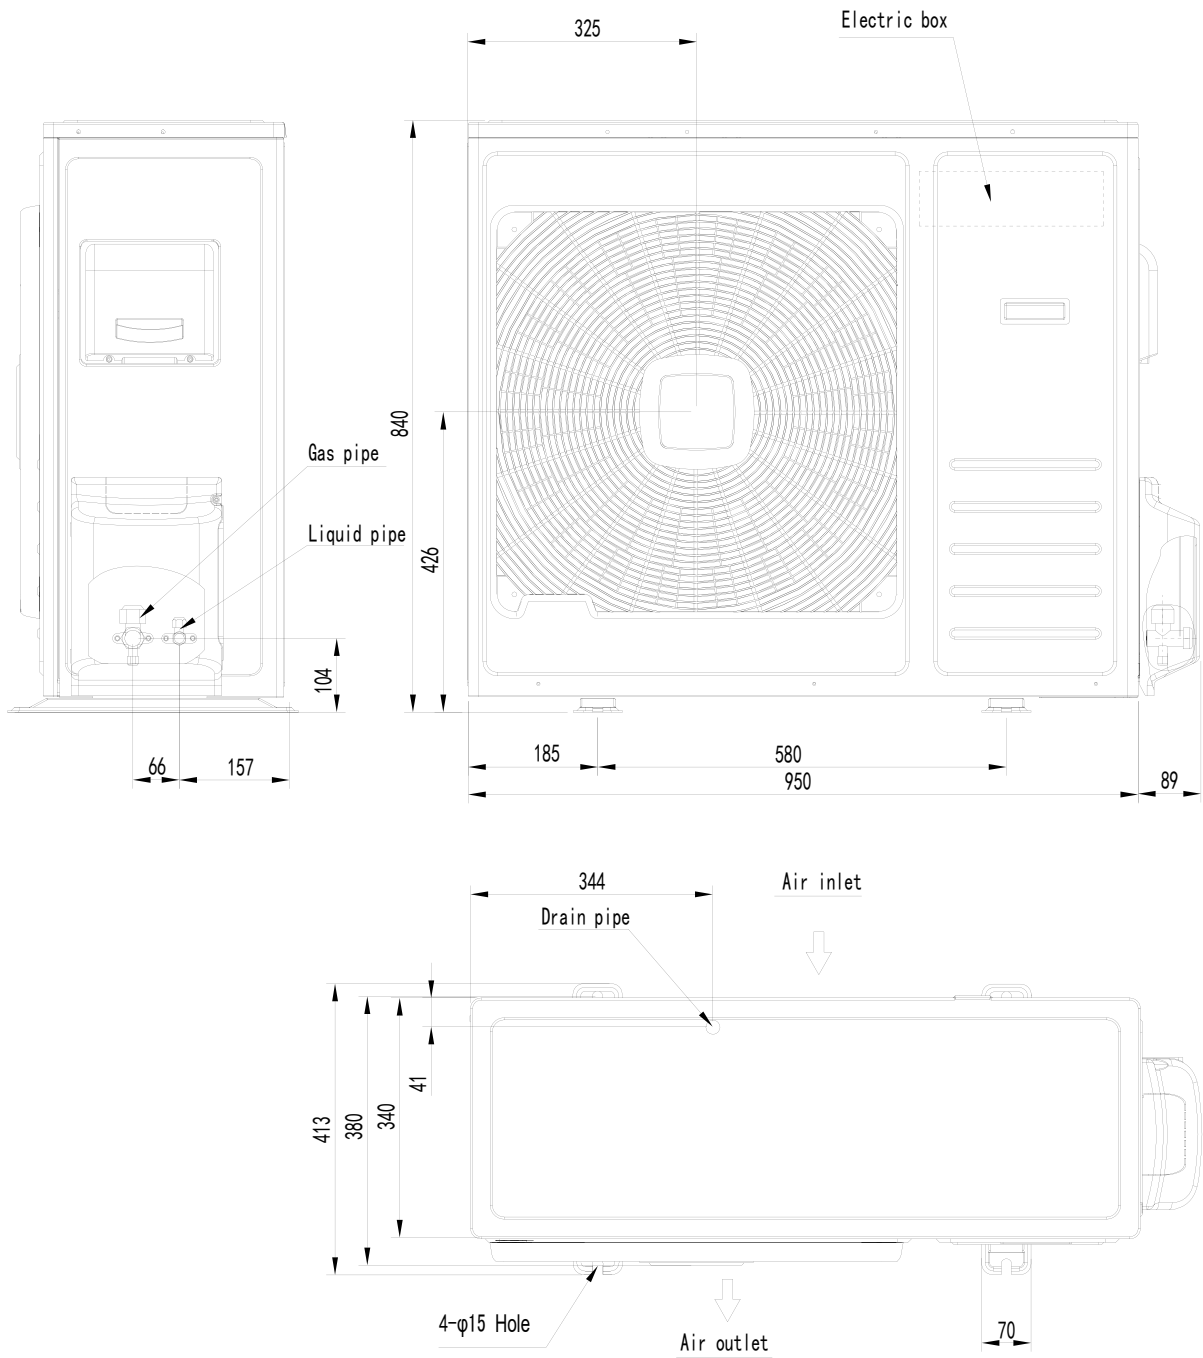 Electric box
325
840
Gas pipe
Liquid pipe
426
104
66
157
185
580
950
89
344
Air inlet
Drain pipe
41
413
380
340
4-φ15 Hole
70
Air outlet